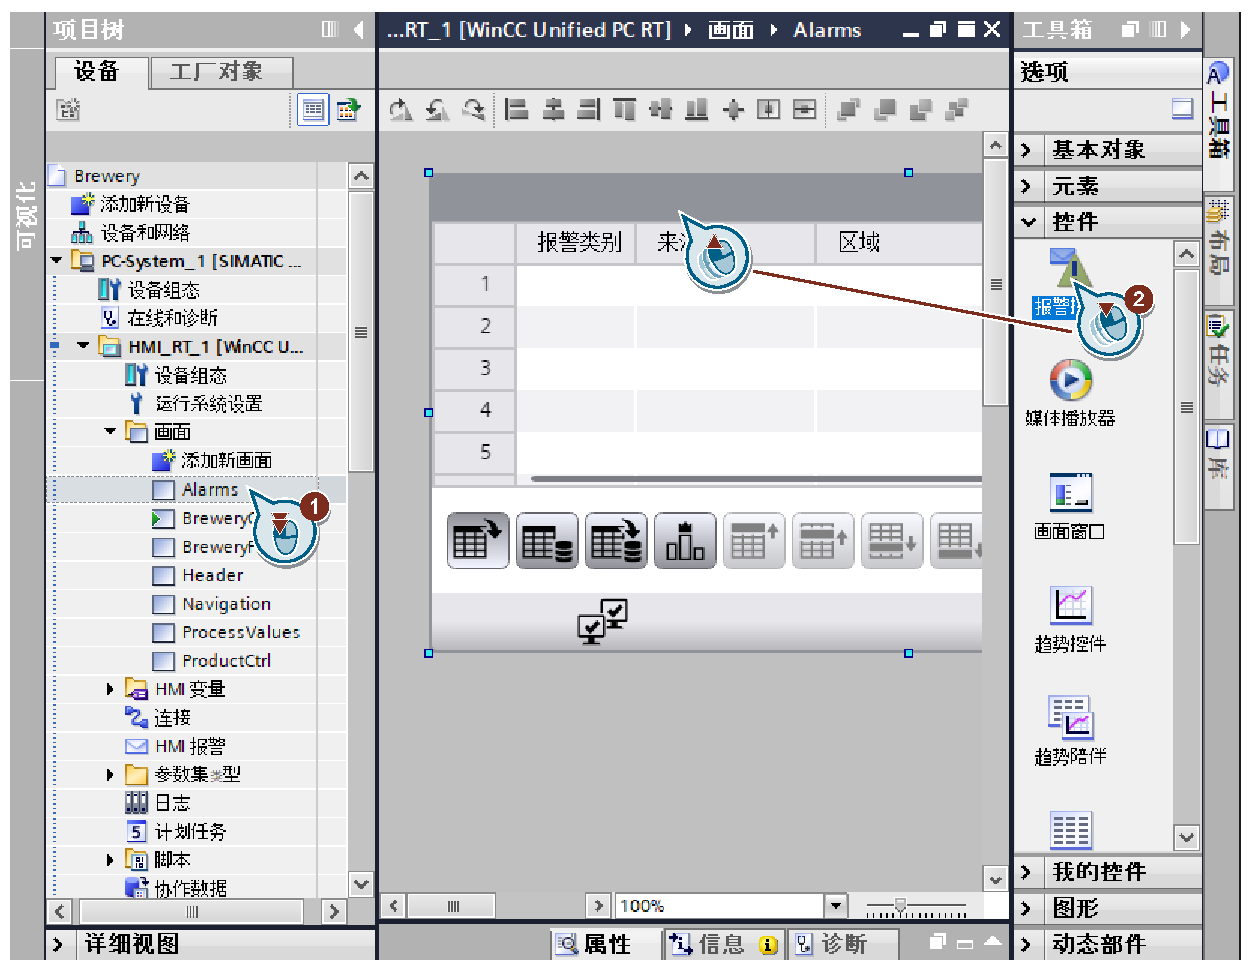 项目树
设备
工厂对象
可视化
Brewery
添加新设备
设备和网络
PC-System_1 [SIMATIC ...
设备组态
在线和诊断
HMI_RT_1 [WinCC U...
设备组态
运行系统设置
画面
添加新画面
Alarms
1
Brewery
Brewery
Header
Navigation
ProcessValues
ProductCtrl
HMI 变量
连接
HMI 报警
参数集类型
日志
计划任务
脚本
协作数据
详细视图
...RT_1 [WinCC Unified PC RT] 画面 Alarms
报警类别 来 区域
1
2
3
4
5
100%
属性 信息 诊断
工具箱
选项
基本对象
元素
控件
报警
2
媒体播放器
画面窗口
趋势控件
趋势陪伴
我的控件
图形
动态部件
工具箱
布局
任务
库